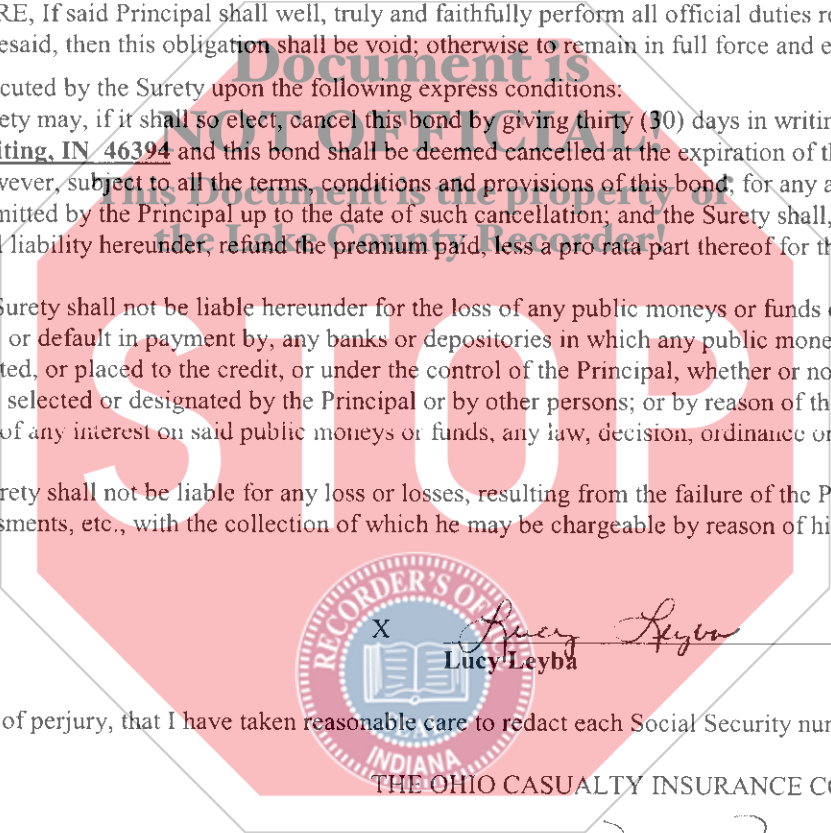 RE, If said Principal shall well, truly and faithfully perform all official duties re
esaid, then this obligation shall be void; otherwise to remain in full force and e
Document is
cuted by the Surety upon the following express conditions:
ety may, if it shall so elect, cancel this bond by giving thirty (30) days in writin
NOT OFFICIAL!
iting, IN 46394 and this bond shall be deemed cancelled at the expiration of th
This Document is the property of
wever, subject to all the terms, conditions and provisions of this bond, for any a
mitted by the Principal up to the date of such cancellation; and the Surety shall,
the Lake County Recorder!
l liability hereunder, refund the premium paid, less a pro rata part thereof for th
Surety shall not be liable hereunder for the loss of any public moneys or funds
or default in payment by, any banks or depositories in which any public mone
ted, or placed to the credit, or under the control of the Principal, whether or no
selected or designated by the Principal or by other persons; or by reason of th
of any interest on said public moneys or funds, any law, decision, ordinance or
STOP
rety shall not be liable for any loss or losses, resulting from the failure of the P
sments, etc., with the collection of which he may be chargeable by reason of hi
RECORDER'S OFFICE
X Lucy Leyba
Lucy Leyba
of perjury, that I have taken reasonable care to redact each Social Security nu
SEAL
INDIANA
THE OHIO CASUALTY INSURANCE CO